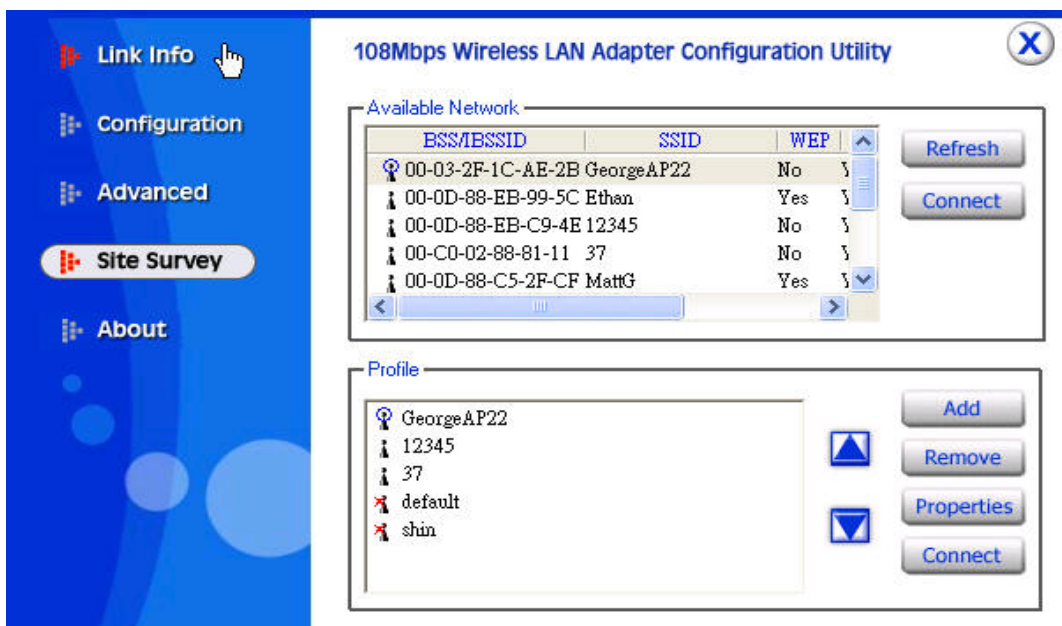 Link Info
Configuration
Advanced
Site Survey
About
108Mbps Wireless LAN Adapter Configuration Utility
X
Available Network
BSS/IBSSID SSID WEP
00-03-2F-1C-AE-2B GeorgeAP22 No
00-0D-88-EB-99-5C Ethan Yes
00-0D-88-EB-C9-4E 12345 No
00-C0-02-88-81-11 37 No
00-0D-88-C5-2F-CF MattG Yes
Refresh
Connect
Profile
GeorgeAP22
12345
37
default
shin
Add
Remove
Properties
Connect